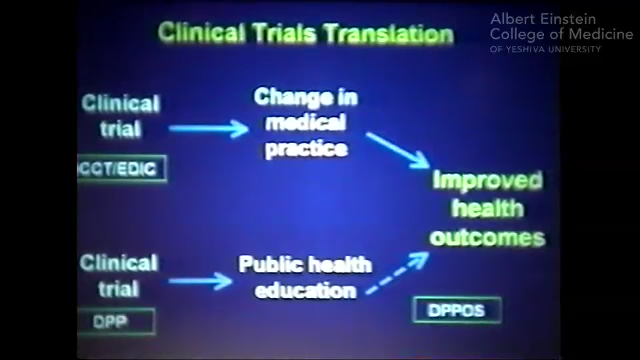 Albert Einstein
College of Medicine
OF YESHIVA UNIVERSITY
Clinical Trials Translation
Clinical
trial
CCT/EDIC
Change in
medical
practice
Improved
health
outcomes
Clinical
trial
DPP
Public health
education
DPPOS